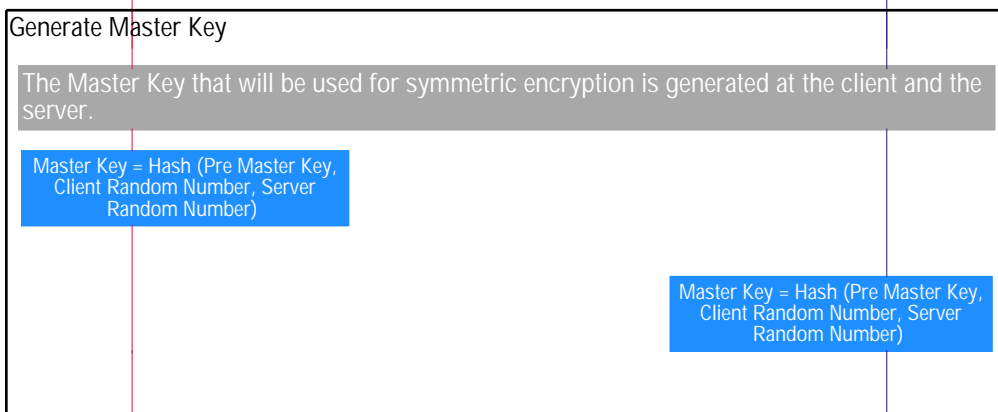 Generate Master Key
The Master Key that will be used for symmetric encryption is generated at the client and the
server.
Master Key = Hash (Pre Master Key,
Client Random Number, Server
Random Number)
Master Key = Hash (Pre Master Key,
Client Random Number, Server
Random Number)